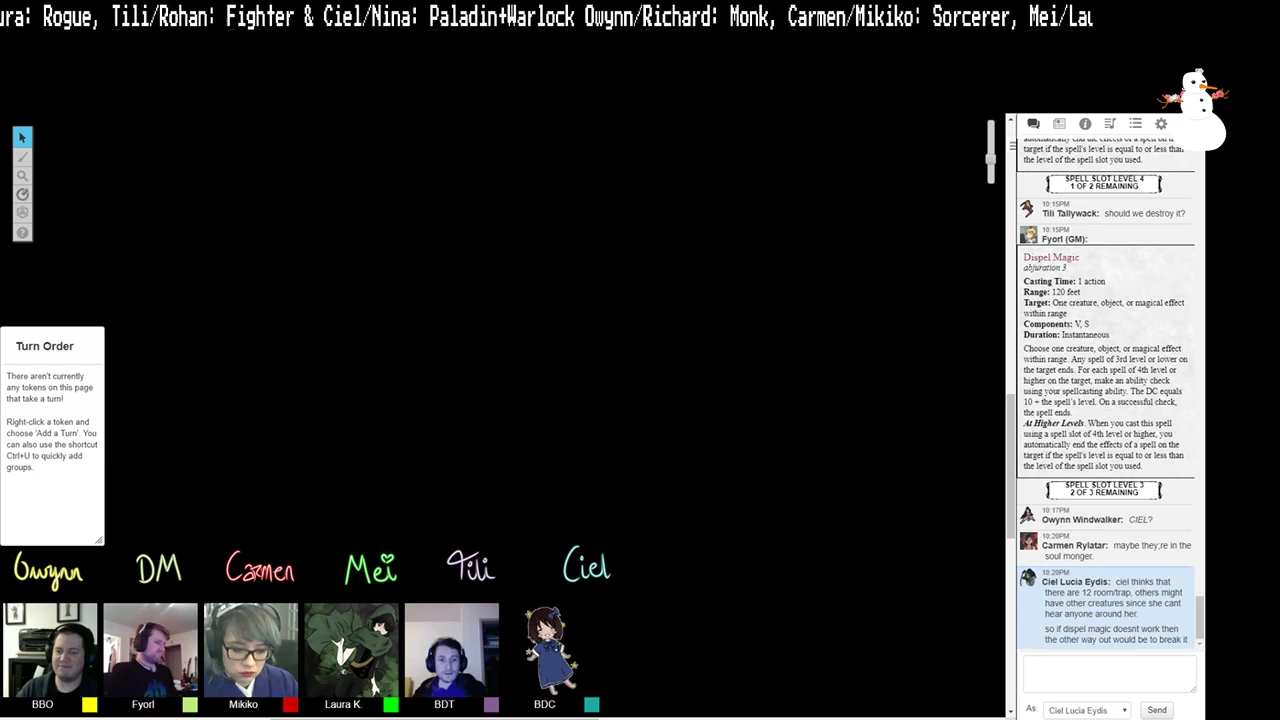 ura: Rogue, Tili/Rohan: Fighter & Ciel/Nina: Paladin+Warlock Owynn/Richard: Monk, Carmen/Mikiko: Sorcerer, Mei/Lau
automatically end the effects of a spell on the
target if the spell's level is equal to or less than
the level of the spell slot you used.
SPELL SLOT LEVEL 4
1 OF 2 REMAINING
10:15PM
Tili Tallywack: should we destroy it?
10:15PM
Fyorl (GM):
Dispel Magic
abjuration 3
Casting Time: 1 action
Range: 120 feet
Target: One creature, object, or magical effect
within range
Components: V, S
Duration: Instantaneous
Choose one creature, object, or magical effect
within range. Any spell of 3rd level or lower on
the target ends. For each spell of 4th level or
higher on the target, make an ability check
using your spellcasting ability. The DC equals
10 + the spell's level. On a successful check,
the spell ends.
At Higher Levels. When you cast this spell
using a spell slot of 4th level or higher, you
automatically end the effects of a spell on the
target if the spell's level is equal to or less than
the level of the spell slot you used.
SPELL SLOT LEVEL 3
2 OF 3 REMAINING
10:17PM
Owynn Windwalker: CIEL?
10:20PM
Carmen Rylatar: maybe they;re in the
soul monger.
10:20PM
Ciel Lucia Eydis: ciel thinks that
there are 12 room/trap, others might
have other creatures since she cant
hear anyone around her.
so if dispel magic doesnt work then
the other way out would be to break it
As: Ciel Lucia Eydis Send
Turn Order
There aren't currently
any tokens on this page
that take a turn!
Right-click a token and
choose 'Add a Turn'. You
can also use the shortcut
Ctrl+U to quickly add
groups.
Owynn DM Carmen Mei Tili Ciel
BBO Fyorl Mikiko Laura K. BDT BDC